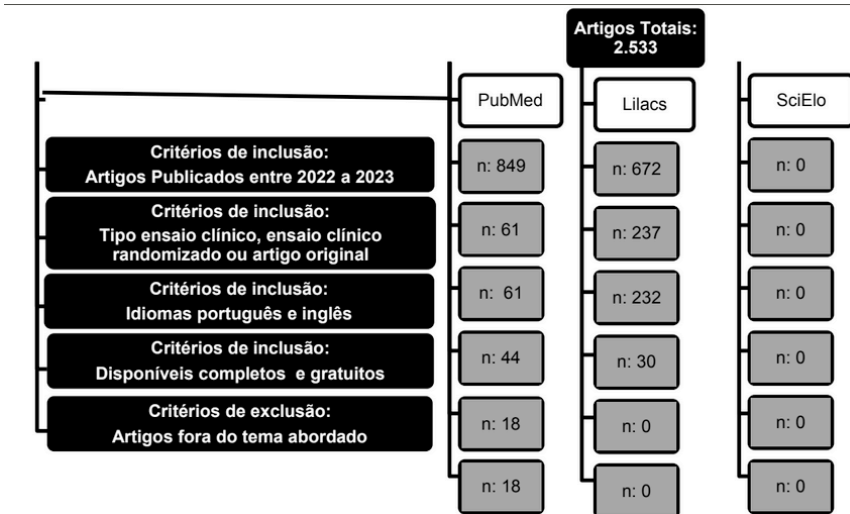 Artigos Totais:
2.533
PubMed
Lilacs
SciElo
Critérios de inclusão:
Artigos Publicados entre 2022 a 2023
n: 849
n: 672
n: 0
Critérios de inclusão:
Tipo ensaio clínico, ensaio clínico
randomizado ou artigo original
n: 61
n: 237
n: 0
Critérios de inclusão:
Idiomas português e inglês
n: 61
n: 232
n: 0
Critérios de inclusão:
Disponíveis completos e gratuitos
n: 44
n: 30
n: 0
Critérios de exclusão:
Artigos fora do tema abordado
n: 18
n: 0
n: 0
n: 18
n: 0
n: 0